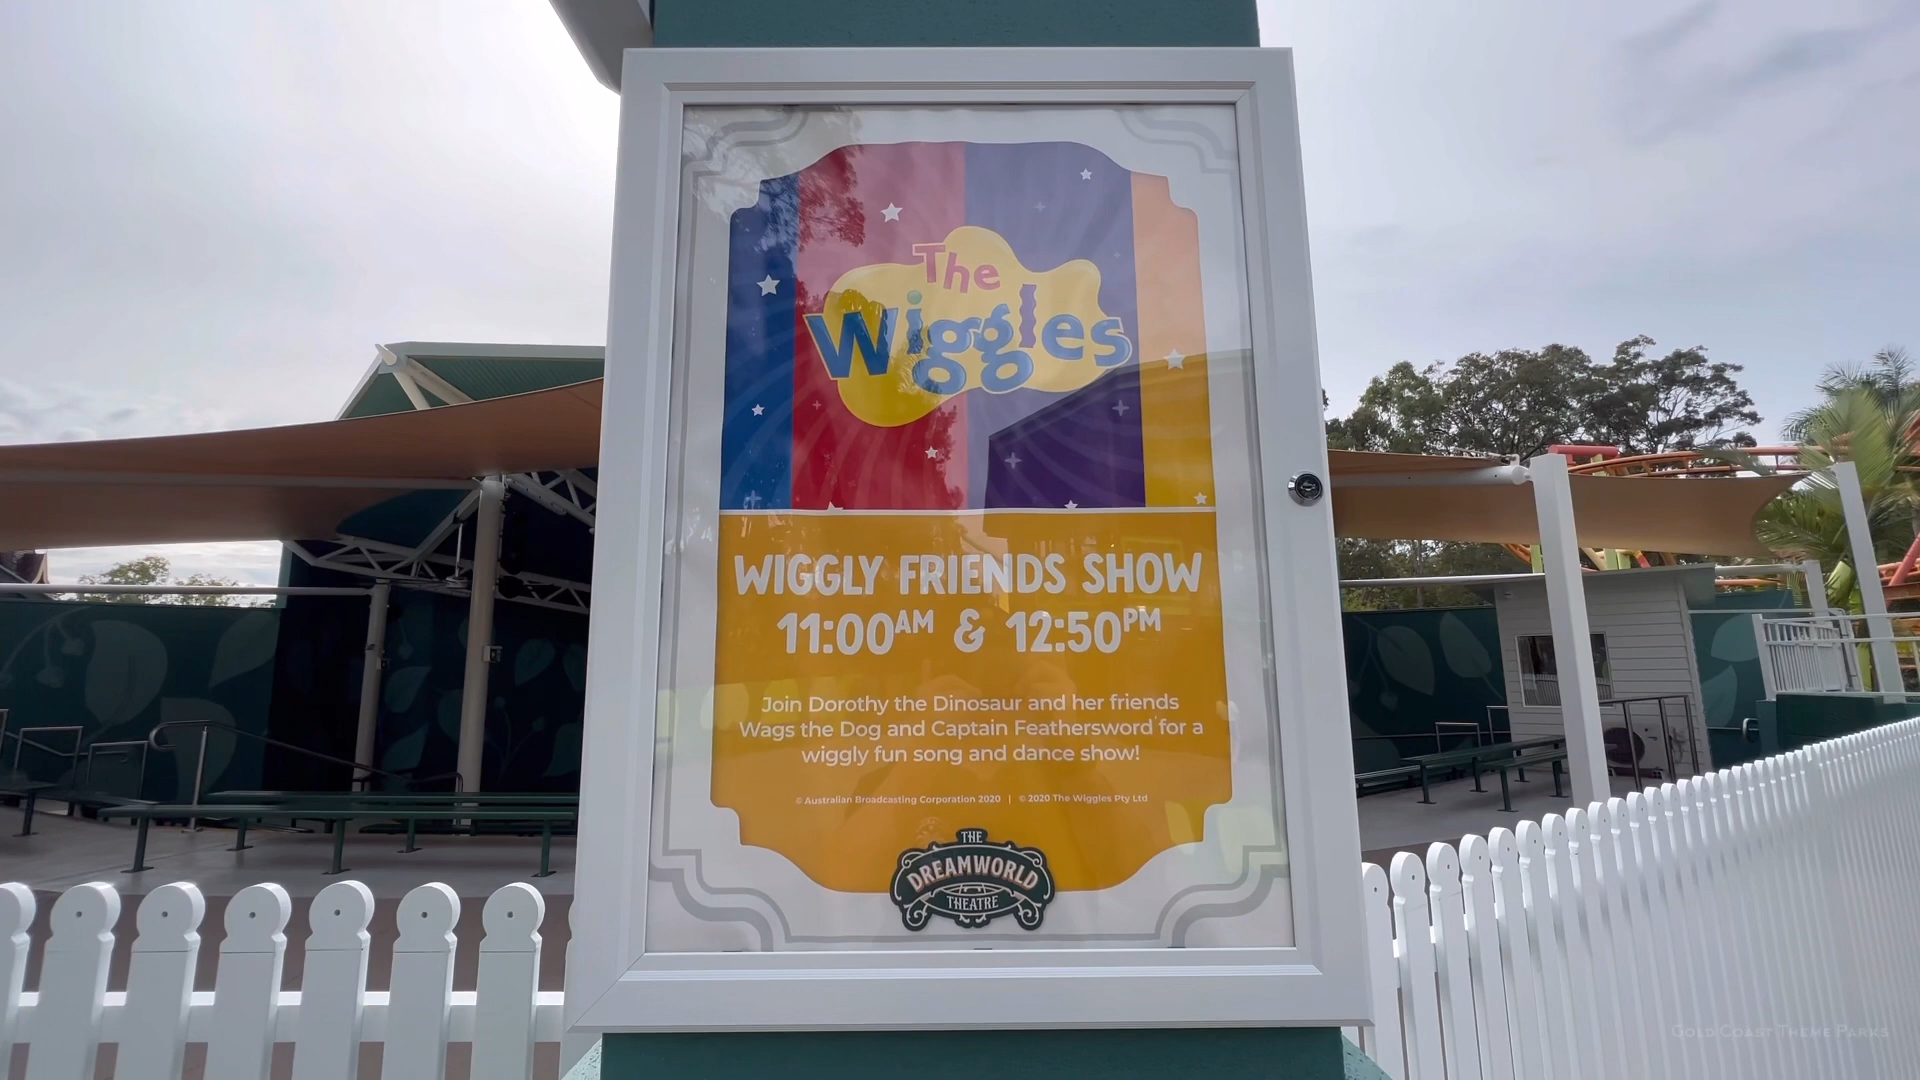 The
Wiggles
WIGGLY FRIENDS SHOW
11:00AM & 12:50PM
Join Dorothy the Dinosaur and her friends
Wags the Dog and Captain Feathersword for a
wiggly fun song and dance show!
© Australian Broadcasting Corporation 2020 | © 2020 The Wiggles Pty Ltd
THE
DREAMWORLD
THEATRE
GOLD COAST THEME PARKS